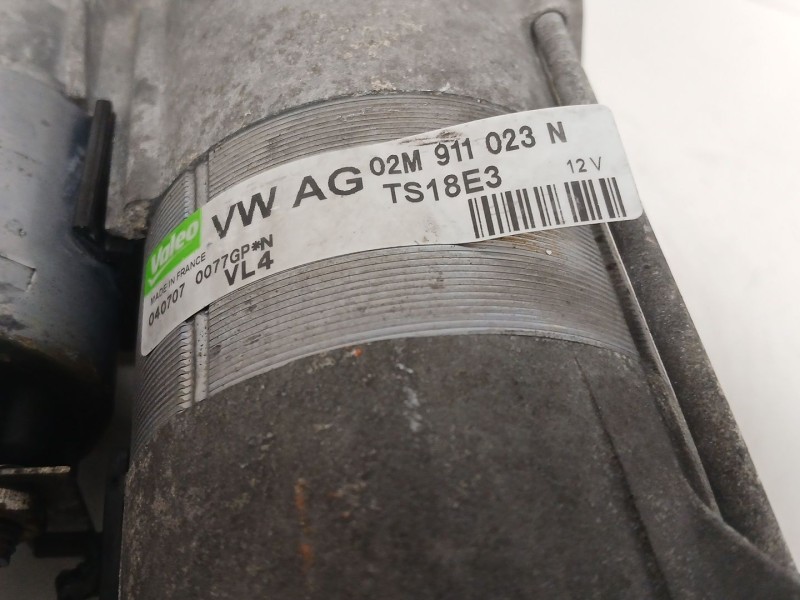 Valeo
VW AG
02M 911 023 N
TS18E3
12V
MADE IN FRANCE
040707 0077GP*N
VL4